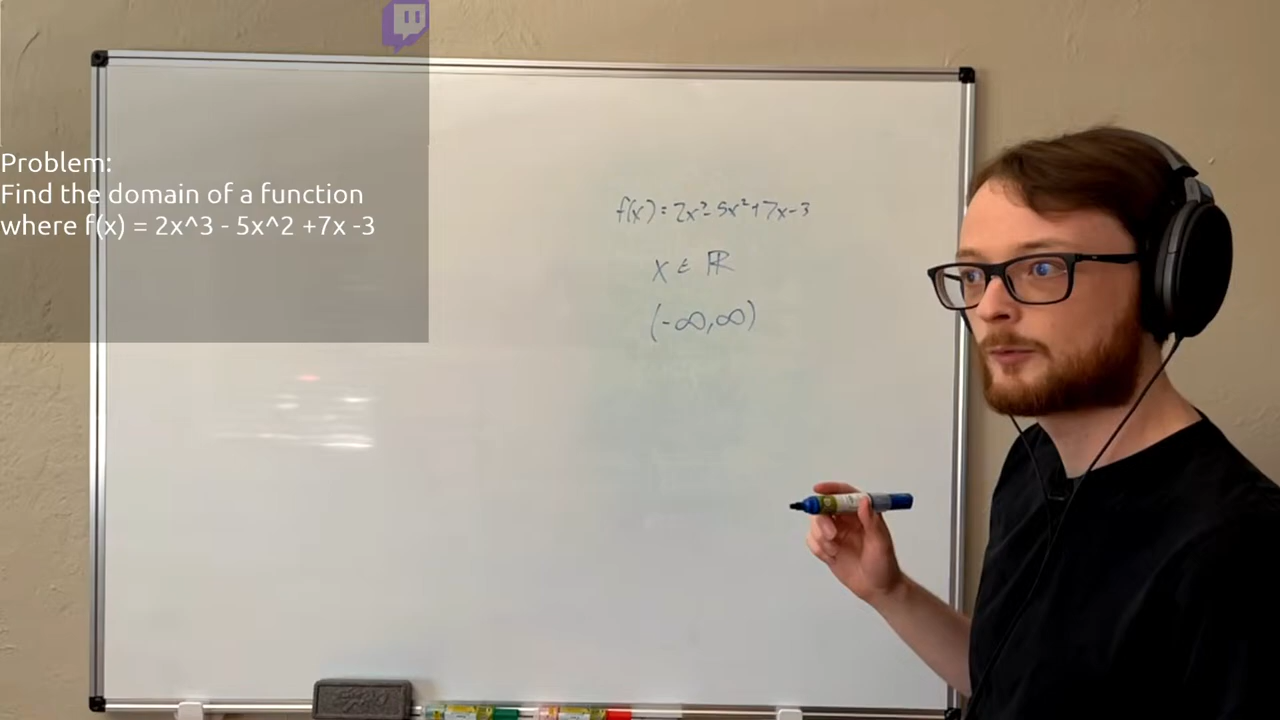 Problem:
Find the domain of a function
where f(x) = 2x^3 - 5x^2 +7x -3
f(x)=2x³-5x²+7x-3
x ε ℝ
(-∞,∞)